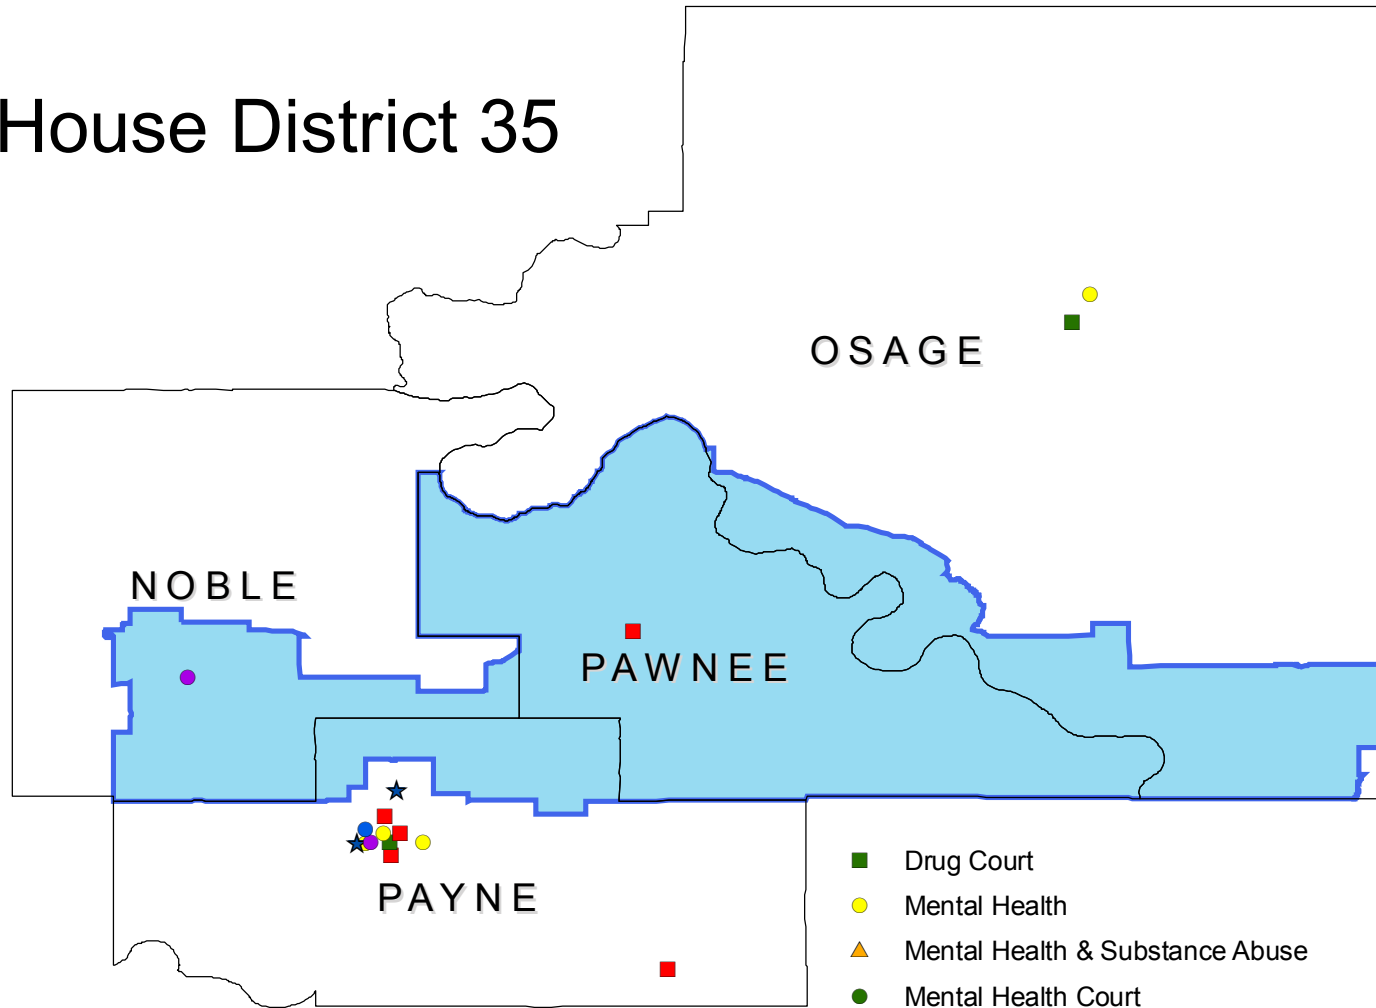 House District 35
OSAGE
NOBLE
PAWNEE
PAYNE
Drug Court
Mental Health
Mental Health & Substance Abuse
Mental Health Court